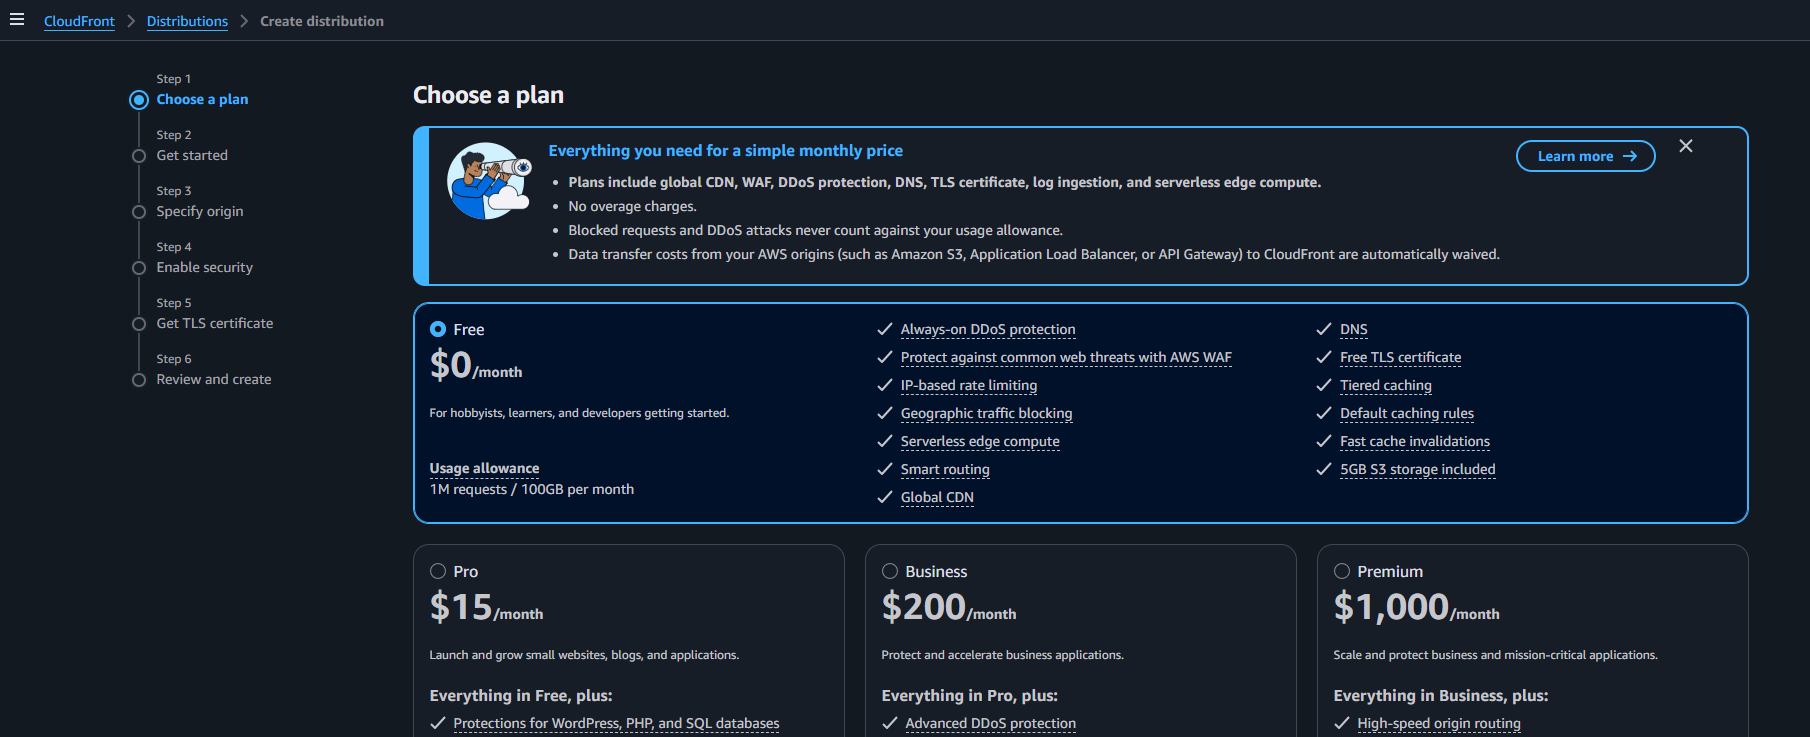 CloudFront > Distributions > Create distribution
Step 1
Choose a plan
Step 2
Get started
Step 3
Specify origin
Step 4
Enable security
Step 5
Get TLS certificate
Step 6
Review and create
Choose a plan
Everything you need for a simple monthly price
Learn more
Plans include global CDN, WAF, DDoS protection, DNS, TLS certificate, log ingestion, and serverless edge compute.
No overage charges.
Blocked requests and DDoS attacks never count against your usage allowance.
Data transfer costs from your AWS origins (such as Amazon S3, Application Load Balancer, or API Gateway) to CloudFront are automatically waived.
Free
$0/month
For hobbyists, learners, and developers getting started.
Usage allowance
1M requests / 100GB per month
Always-on DDoS protection
Protect against common web threats with AWS WAF
IP-based rate limiting
Geographic traffic blocking
Serverless edge compute
Smart routing
Global CDN
DNS
Free TLS certificate
Tiered caching
Default caching rules
Fast cache invalidations
5GB S3 storage included
Pro
$15/month
Launch and grow small websites, blogs, and applications.
Everything in Free, plus:
Protections for WordPress, PHP, and SQL databases
Business
$200/month
Protect and accelerate business applications.
Everything in Pro, plus:
Advanced DDoS protection
Premium
$1,000/month
Scale and protect business and mission-critical applications.
Everything in Business, plus:
High-speed origin routing